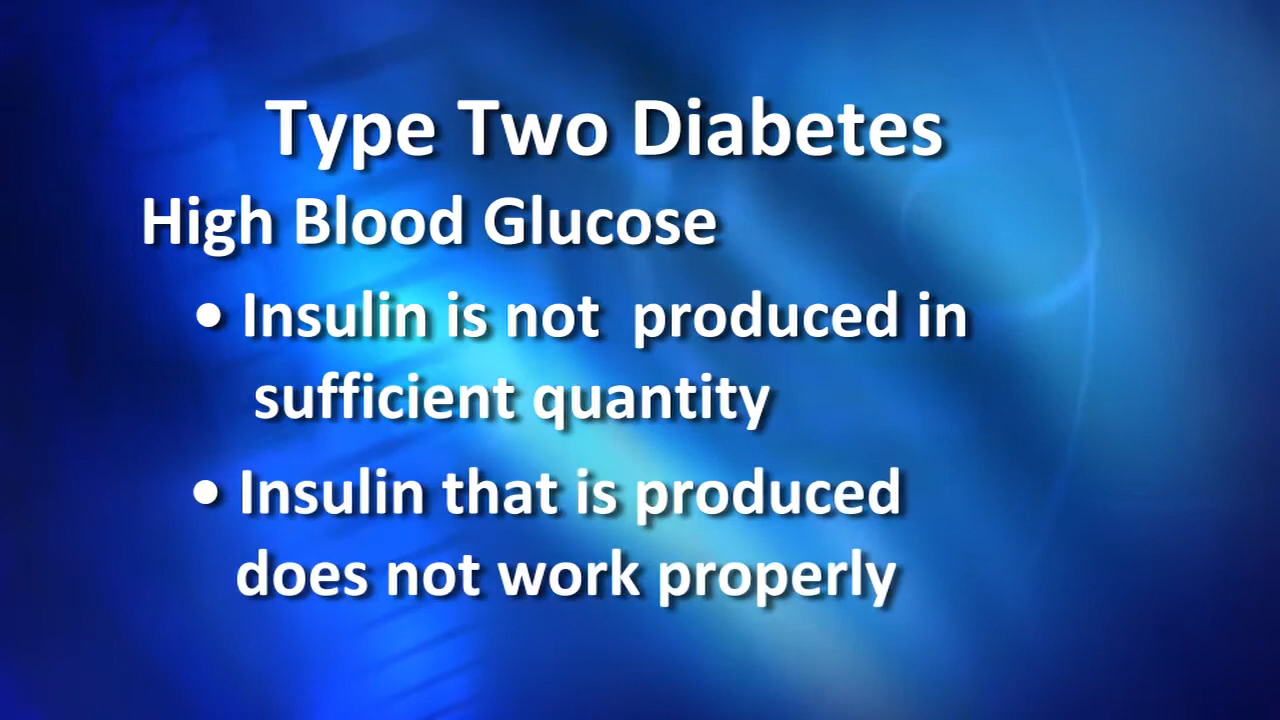 Type Two Diabetes
High Blood Glucose
• Insulin is not  produced in
sufficient quantity
• Insulin that is produced
does not work properly